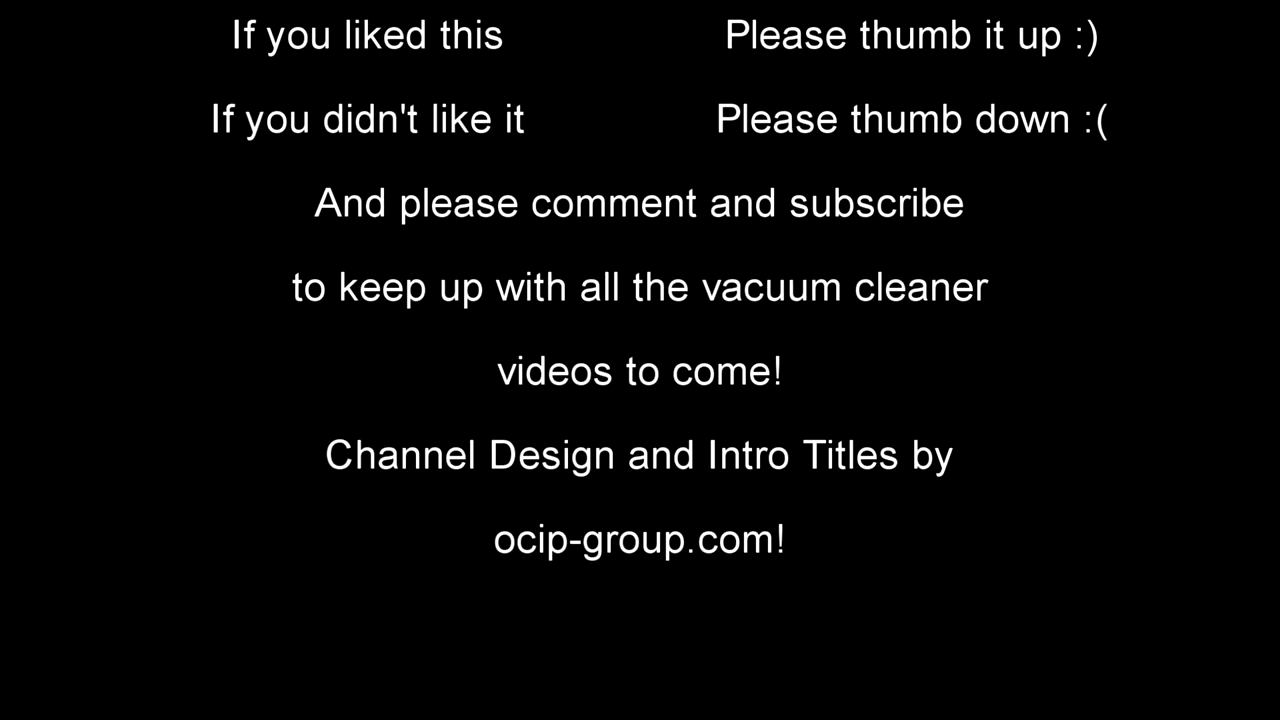 If you liked this Please thumb it up :)
If you didn't like it Please thumb down :(
And please comment and subscribe
to keep up with all the vacuum cleaner
videos to come!
Channel Design and Intro Titles by
ocip-group.com!